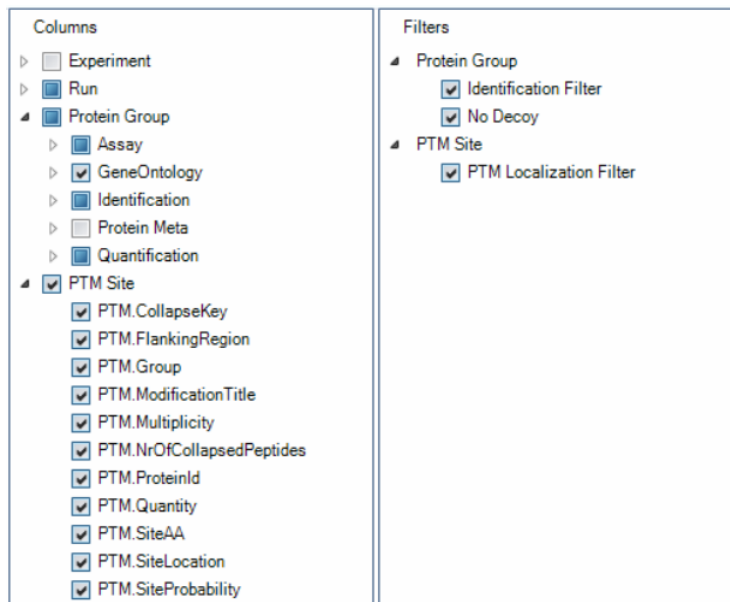 Columns
Experiment
Run
Protein Group
Assay
GeneOntology
Identification
Protein Meta
Quantification
PTM Site
PTM.CollapseKey
PTM.FlankingRegion
PTM.Group
PTM.ModificationTitle
PTM.Multiplicity
PTM.NrOfCollapsedPeptides
PTM.ProteinId
PTM.Quantity
PTM.SiteAA
PTM.SiteLocation
PTM.SiteProbability
Filters
Protein Group
Identification Filter
No Decoy
PTM Site
PTM Localization Filter